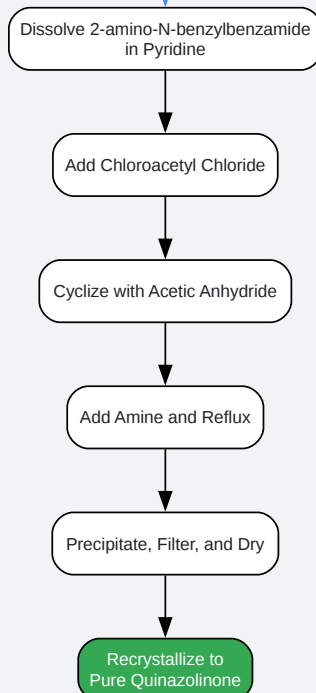 Dissolve 2-amino-N-benzylbenzamide
in Pyridine
Add Chloroacetyl Chloride
Cyclize with Acetic Anhydride
Add Amine and Reflux
Precipitate, Filter, and Dry
Recrystallize to
Pure Quinazolinone